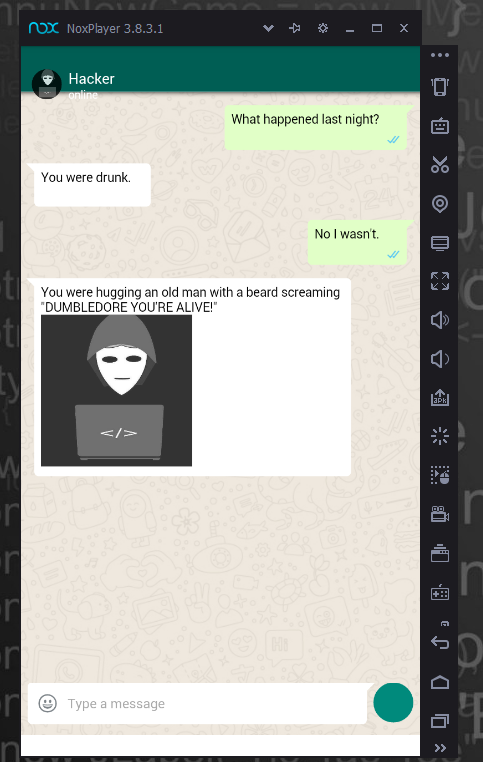 nox NoxPlayer 3.8.3.1
Hacker
online
What happened last night?
You were drunk.
No I wasn't.
You were hugging an old man with a beard screaming
"DUMBLEDORE YOU'RE ALIVE!"
</>
Type a message